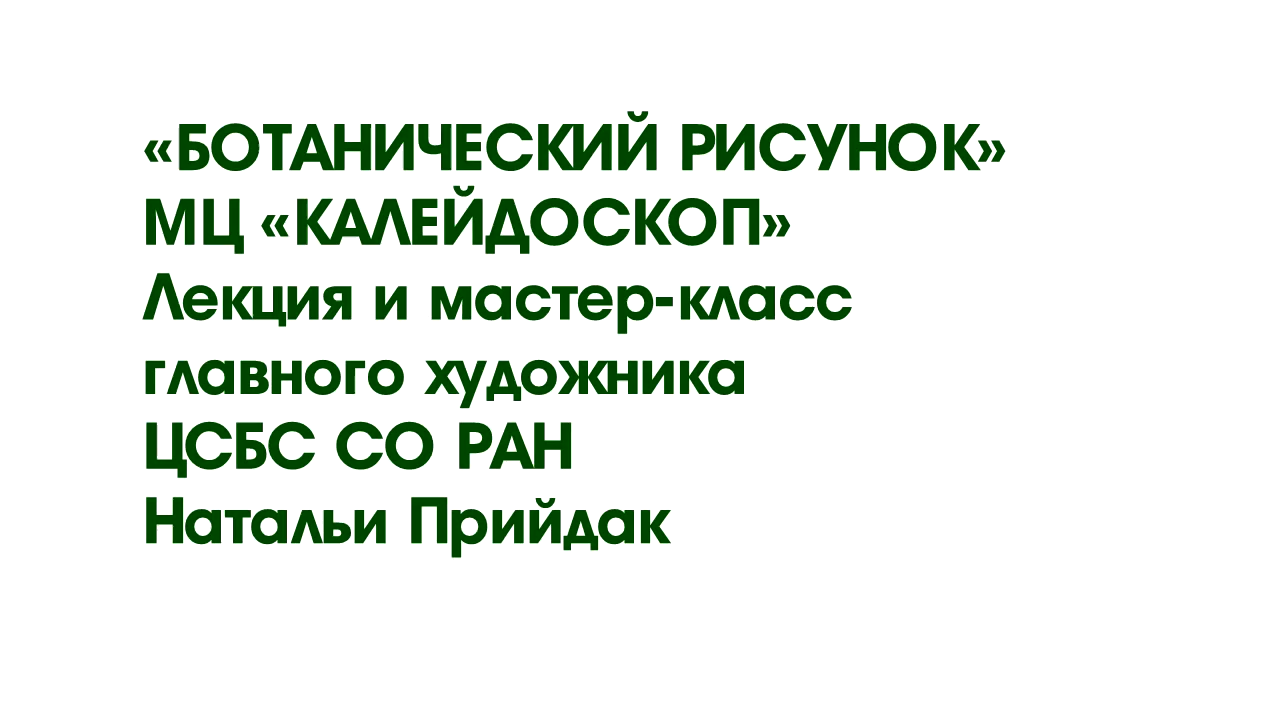 «БОТАНИЧЕСКИЙ РИСУНОК»
МЦ «КАЛЕЙДОСКОП»
Лекция и мастер-класс
главного художника
ЦСБС СО РАН
Натальи Прийдак